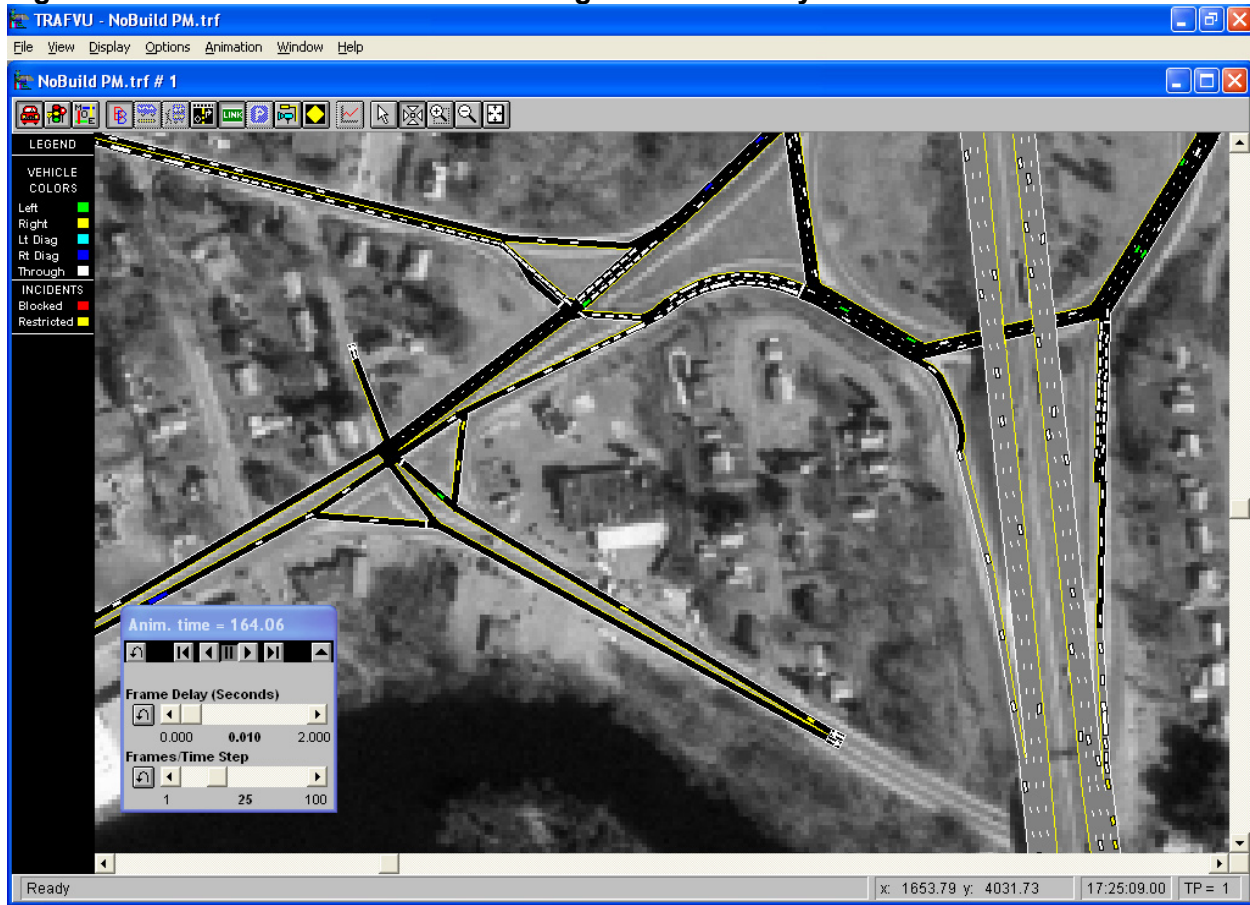 TRAFVU - NoBuild PM.trf
File View Display Options Animation Window Help
NoBuild PM.trf # 1
LINK
LEGEND
VEHICLE
COLORS
Left
Right
Lt Diag
Rt Diag
Through
INCIDENTS
Blocked
Restricted
Anim. time = 164.06
Frame Delay (Seconds)
0.000 0.010 2.000
Frames/Time Step
1 25 100
Ready x: 1653.79 y: 4031.73 17:25:09.00 TP = 1